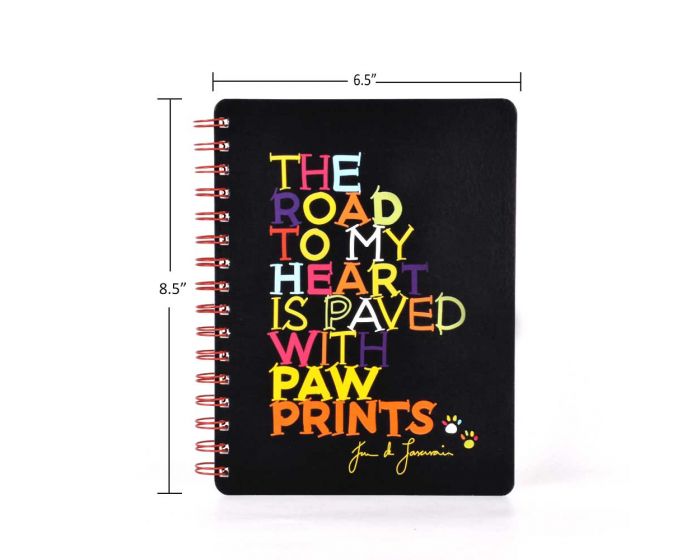 6.5”
8.5”
THE
ROAD
TO MY
HEART
IS PAVED
WITH
PAW
PRINTS